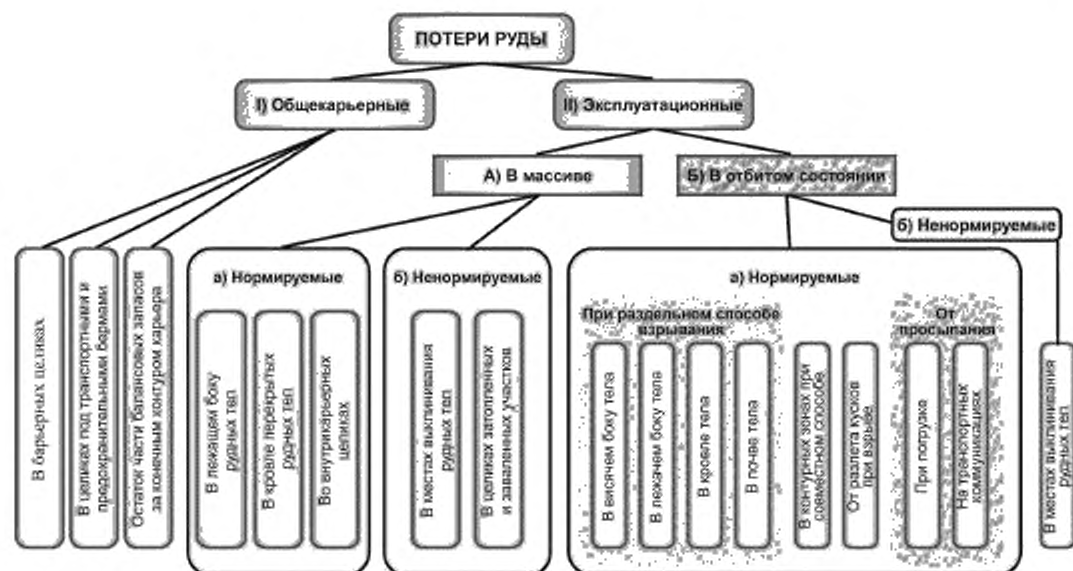 ПОТЕРИ РУДЫ
I) Общекарьерные
II) Эксплуатационные
А) В массиве
Б) В отбитом состоянии
б) Ненормируемые
В барьерных целиках
В целиках под транспортными и
предохранительными бермами
Остаток части балансовых запасов
за конечным контуром карьера
а) Нормируемые
В лежащем боку
рудных тел
В кровле перекрытых
рудных тел
Во внутрикарьерных
целиках
б) Ненормируемые
В местах выклинивания
рудных тел
В целиках затопленных
и заваленных участков
а) Нормируемые
При раздельном способе
взрывания
В висячем боку тела
В лежачем боку тела
В кровле тела
В почве тела
В контурных зонах при
совместном способе
От разлета кусков
при взрыве
От
просыпания
При погрузке
На транспортных
коммуникациях
В местах выклинивания
рудных тел